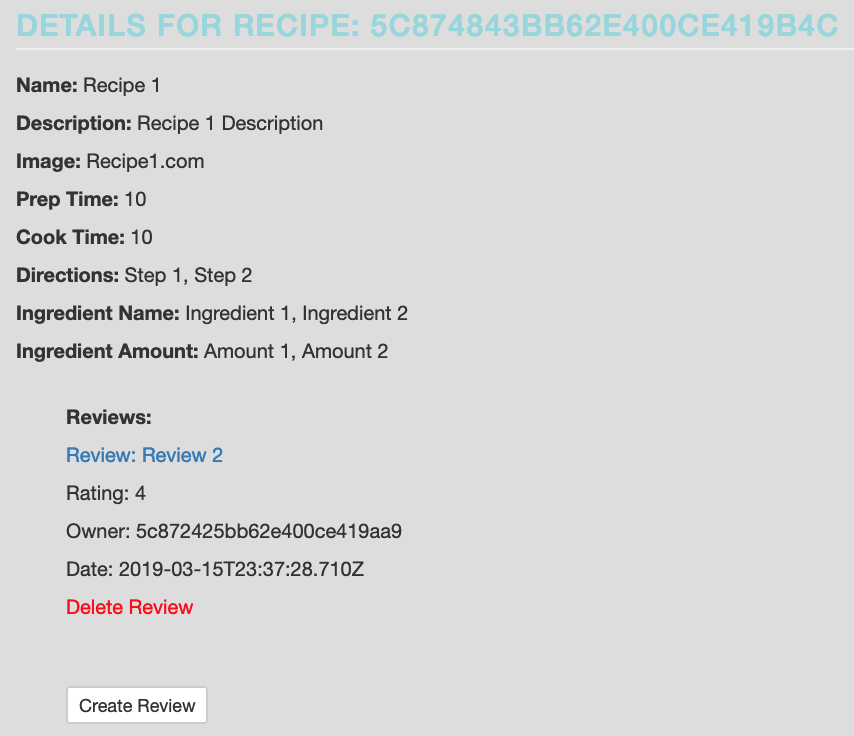 DETAILS FOR RECIPE: 5C874843BB62E400CE419B4C
Name: Recipe 1
Description: Recipe 1 Description
Image: Recipe1.com
Prep Time: 10
Cook Time: 10
Directions: Step 1, Step 2
Ingredient Name: Ingredient 1, Ingredient 2
Ingredient Amount: Amount 1, Amount 2
Reviews:
Review: Review 2
Rating: 4
Owner: 5c872425bb62e400ce419aa9
Date: 2019-03-15T23:37:28.710Z
Delete Review
Create Review